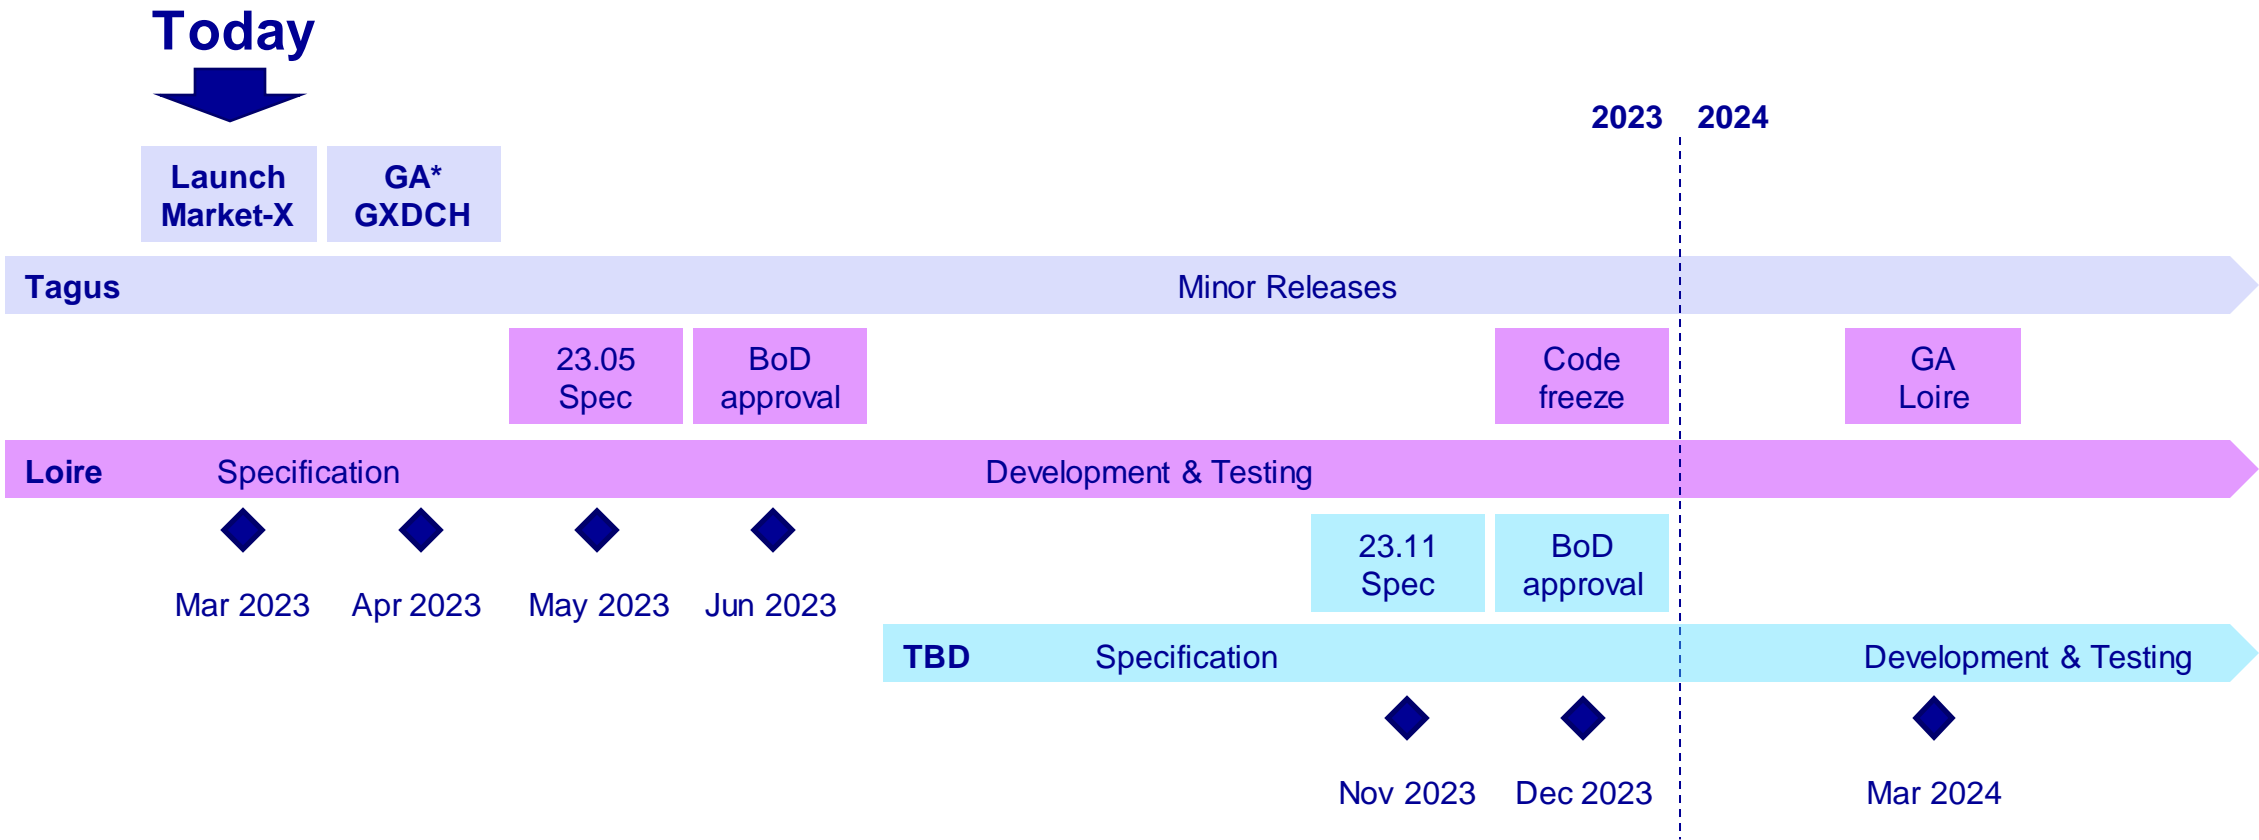 Today
2023 2024
Launch
Market-X
GA*
GXDCH
Tagus
Minor Releases
23.05
Spec
BoD
approval
Code
freeze
GA
Loire
Loire
Specification
Development & Testing
Mar 2023
Apr 2023
May 2023
Jun 2023
23.11
Spec
BoD
approval
TBD
Specification
Development & Testing
Nov 2023
Dec 2023
Mar 2024